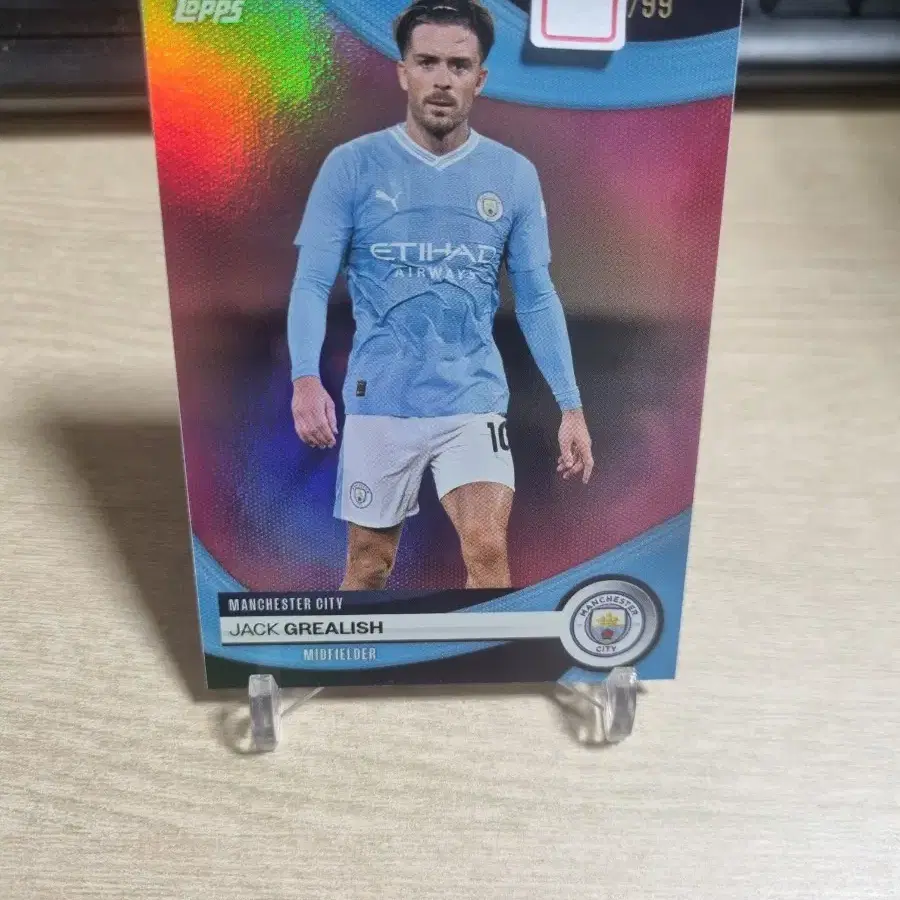 Topps
/99
ETIHAD
AIRWAYS
10
MANCHESTER CITY
JACK GREALISH
MIDFIELDER
MANCHESTER
CITY